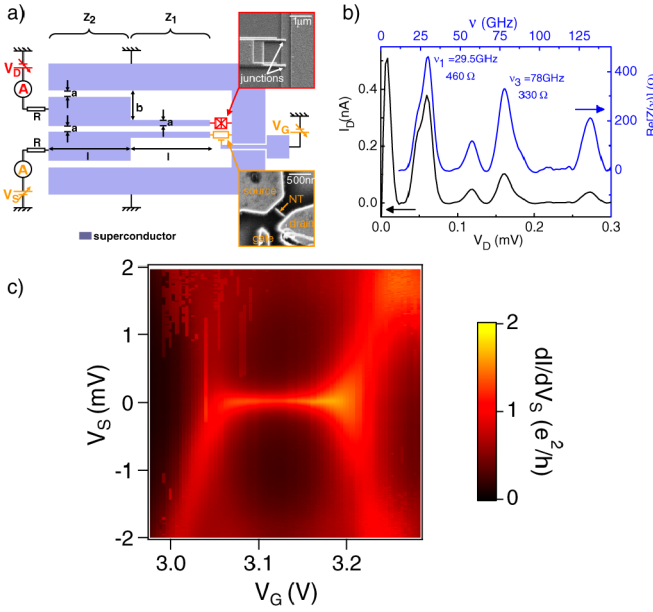 a)
z2
z1
1μm
junctions
VD
A
R
a
a
b
a
l
l
VG
R
A
VS
500nm
source
NT
drain
gate
superconductor
b)
ν (GHz)
0 25 50 75 100 125
ν1 =29.5GHz
460 Ω
ν3 =78GHz
330 Ω
400
200
0
Re[Z(ν)] (Ω)
ID(nA)
0.4
0.2
0.0
0.0 0.1 0.2 0.3
VD (mV)
c)
VS (mV)
2
1
0
-1
-2
3.0 3.1 3.2
VG (V)
2
1
0
dI/dVS (e²/h)